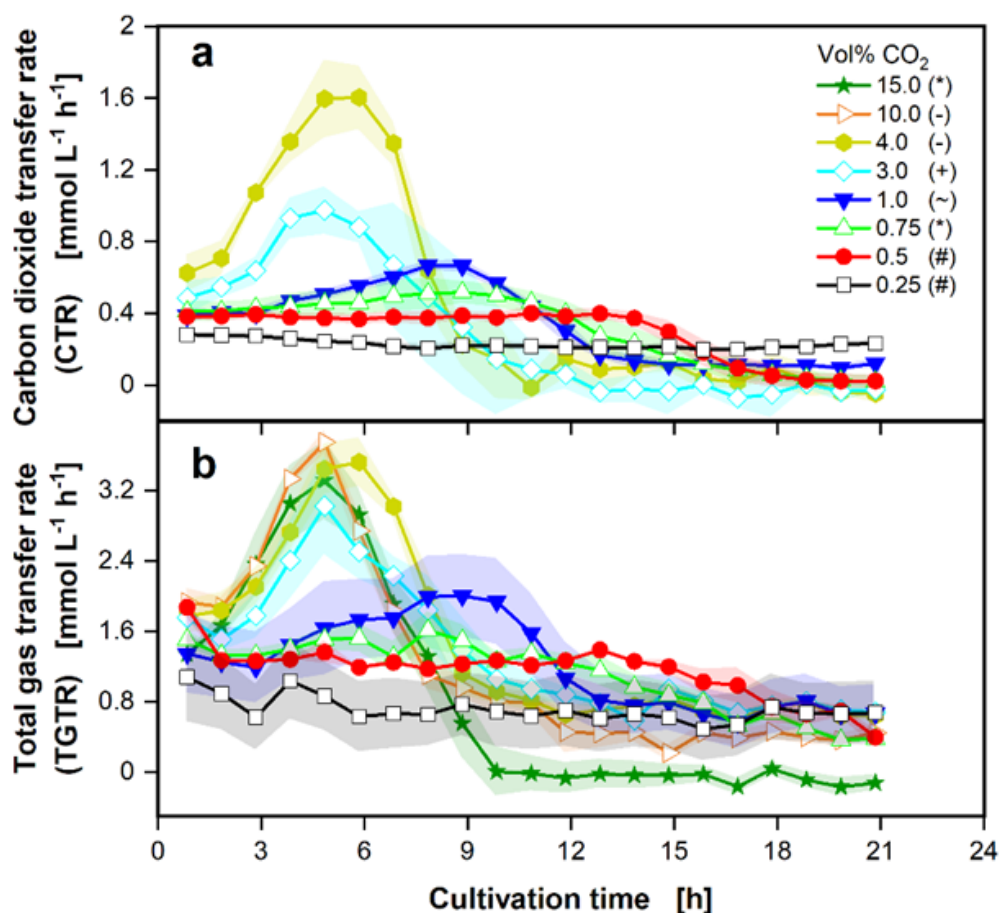 Carbon dioxide transfer rate
(CTR) [mmol L⁻¹ h⁻¹]
2
1.6
1.2
0.8
0.4
0
a
Vol% CO₂
15.0 (*)
10.0 (-)
4.0 (-)
3.0 (+)
1.0 (~)
0.75 (*)
0.5 (#)
0.25 (#)
Total gas transfer rate
(TGTR) [mmol L⁻¹ h⁻¹]
3.2
2.4
1.6
0.8
0
b
0 3 6 9 12 15 18 21 24
Cultivation time [h]